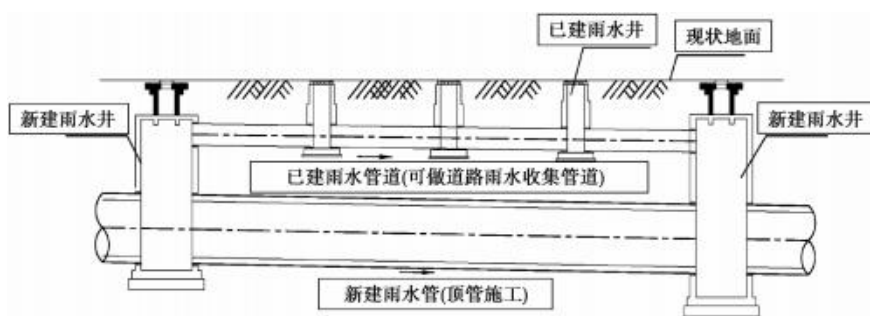 已建雨水井
现状地面
新建雨水井
新建雨水井
已建雨水管道(可做道路雨水收集管道)
新建雨水管(顶管施工)